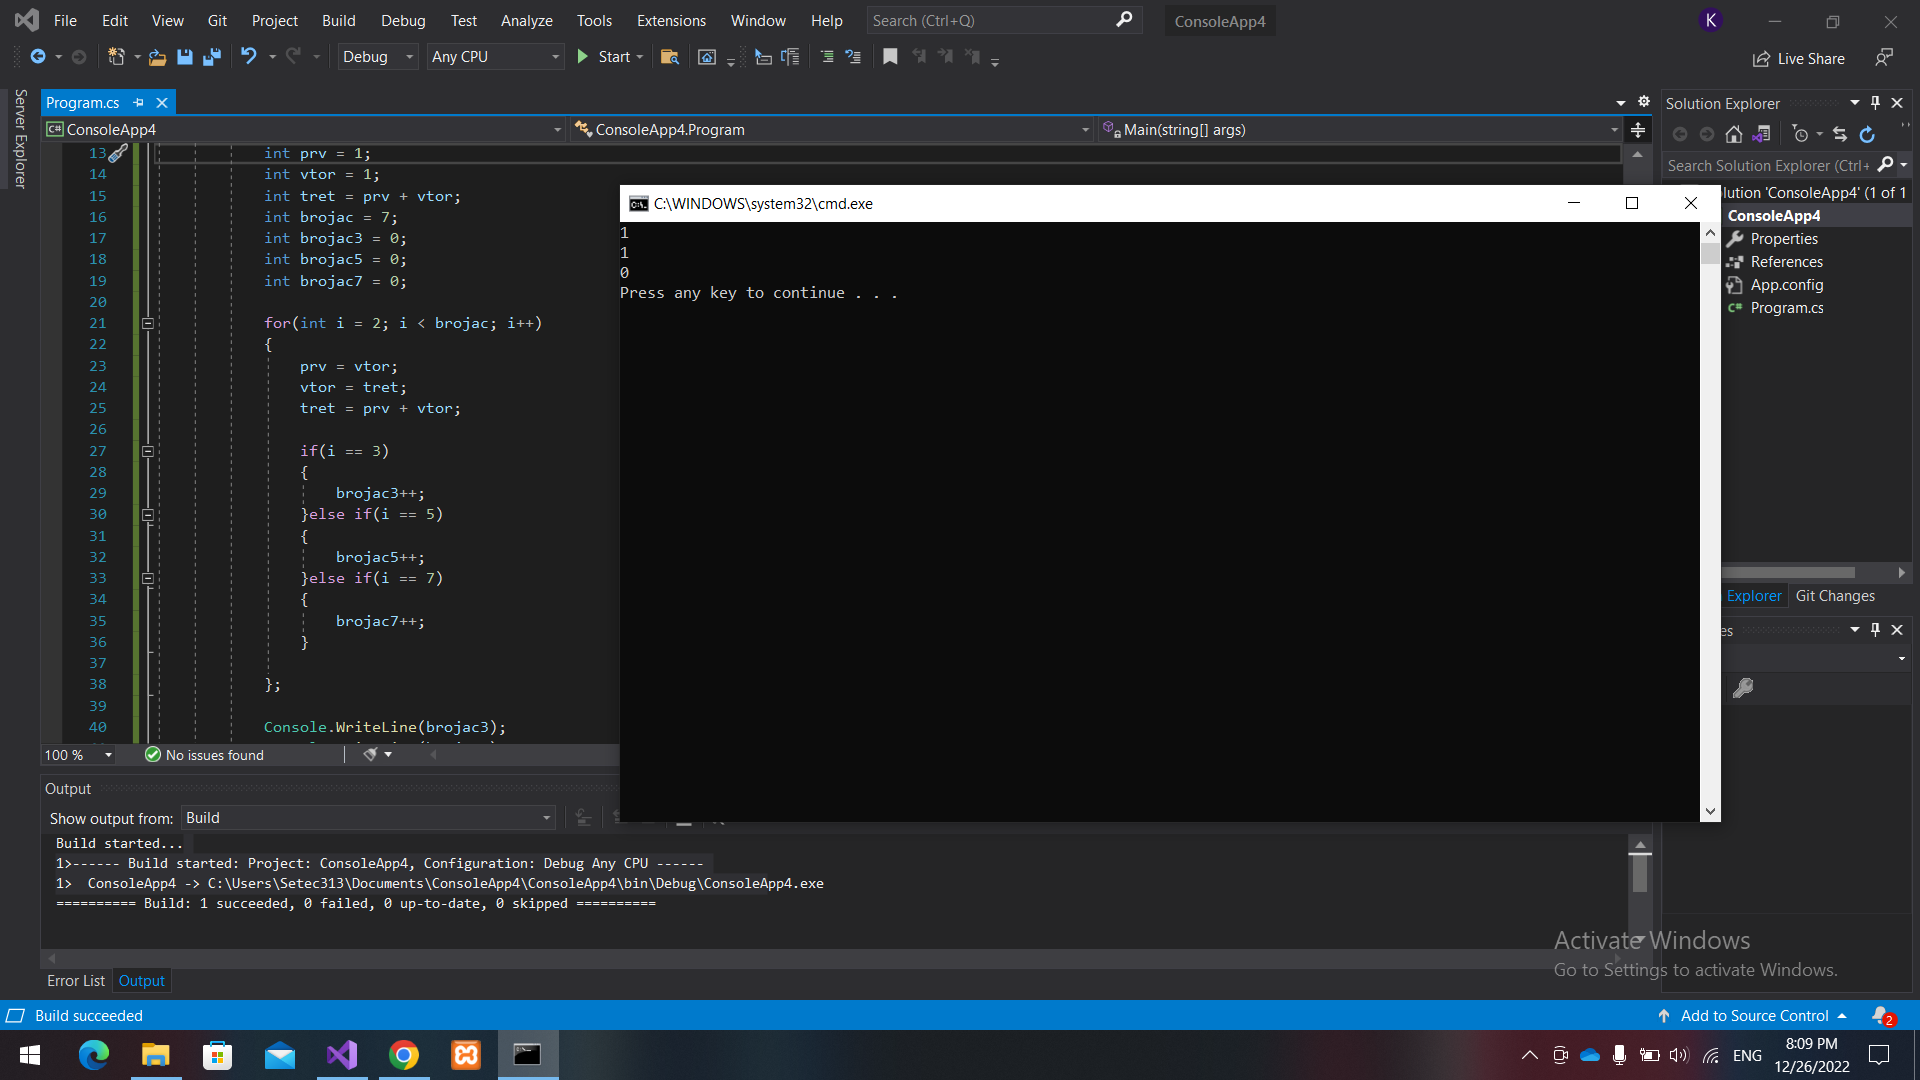 File Edit View Git Project Build Debug Test Analyze Tools Extensions Window Help Search (Ctrl+Q) ConsoleApp4 K
Debug Any CPU Start Live Share
Server Explorer
Program.cs
ConsoleApp4 ConsoleApp4.Program Main(string[] args)
13 int prv = 1;
14 int vtor = 1;
15 int tret = prv + vtor;
16 int brojac = 7;
17 int brojac3 = 0;
18 int brojac5 = 0;
19 int brojac7 = 0;
20
21 for(int i = 2; i < brojac; i++)
22 {
23 prv = vtor;
24 vtor = tret;
25 tret = prv + vtor;
26
27 if(i == 3)
28 {
29 brojac3++;
30 }else if(i == 5)
31 {
32 brojac5++;
33 }else if(i == 7)
34 {
35 brojac7++;
36 }
37
38 };
39
40 Console.WriteLine(brojac3);
100 % No issues found
C:\WINDOWS\system32\cmd.exe
1
1
0
Press any key to continue . . .
Solution Explorer
Search Solution Explorer (Ctrl+
lution 'ConsoleApp4' (1 of 1
ConsoleApp4
Properties
References
App.config
Program.cs
Explorer Git Changes
es
Output
Show output from: Build
Build started...
1>------ Build started: Project: ConsoleApp4, Configuration: Debug Any CPU ------
1> ConsoleApp4 -> C:\Users\Setec313\Documents\ConsoleApp4\ConsoleApp4\bin\Debug\ConsoleApp4.exe
========== Build: 1 succeeded, 0 failed, 0 up-to-date, 0 skipped ==========
Activate Windows
Go to Settings to activate Windows.
Error List Output
Build succeeded Add to Source Control 2
ENG 8:09 PM
12/26/2022